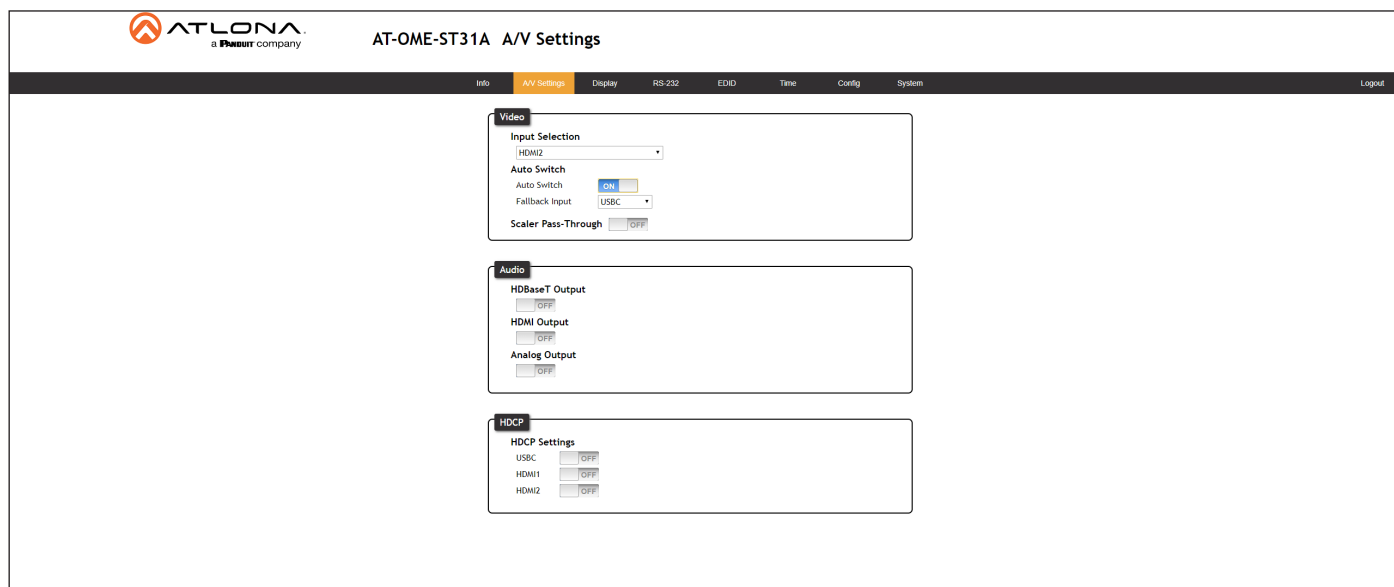 ATLONA.
a PANDUIT company
AT-OME-ST31A A/V Settings
Info A/V Settings Display RS-232 EDID Time Config System Logout
Video
Input Selection
HDMI2
Auto Switch
Auto Switch ON
Fallback Input USBC
Scaler Pass-Through OFF
Audio
HDBaseT Output
OFF
HDMI Output
OFF
Analog Output
OFF
HDCP
HDCP Settings
USBC OFF
HDMI1 OFF
HDMI2 OFF